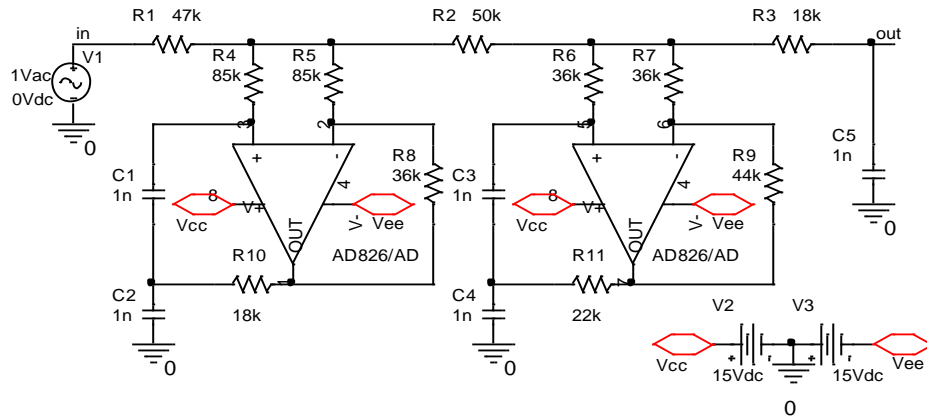 R1 47k
R2 50k
R3 18k
in
out
V1
1Vac
0Vdc
0
R4
85k
R5
85k
R6
36k
R7
36k
3
2
5
6
+
-
+
-
C1
1n
R8
36k
C3
1n
R9
44k
C5
1n
0
8
V+
4
V-
Vcc
Vee
8
V+
4
V-
Vcc
Vee
OUT
1
AD826/AD
OUT
7
AD826/AD
R10
18k
R11
22k
C2
1n
0
C4
1n
0
V2
V3
Vcc
+
-
+
-
Vee
15Vdc
15Vdc
0